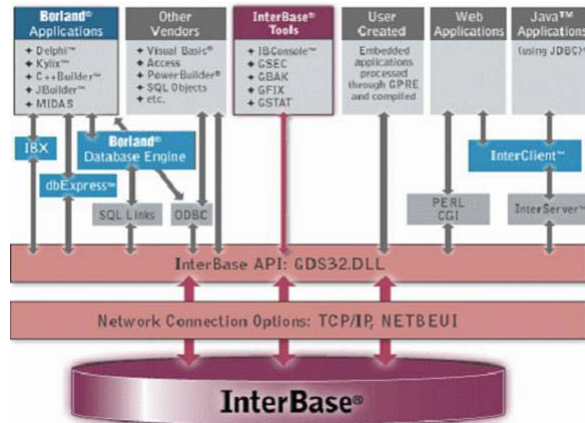 Borland®
Applications
+ Delphi™
+ Kylix™
+ C++Builder™
+ JBuilder™
+ MIDAS
Other
Vendors
+ Visual Basic®
+ Access
+ PowerBuilder®
+ SQL Objects
+ etc.
InterBase®
Tools
+ IBConsole™
+ GSEC
+ GBAK
+ GFIX
+ GSTAT
User
Created
Embedded
applications
processed
through GPRE
and compiled
Web
Applications
Java™
Applications
(using JDBC)
IBX
Borland®
Database Engine
InterClient™
dbExpress™
SQL Links
ODBC
PERL
CGI
InterServer™
InterBase API: GDS32.DLL
Network Connection Options: TCP/IP, NETBEUI
InterBase®